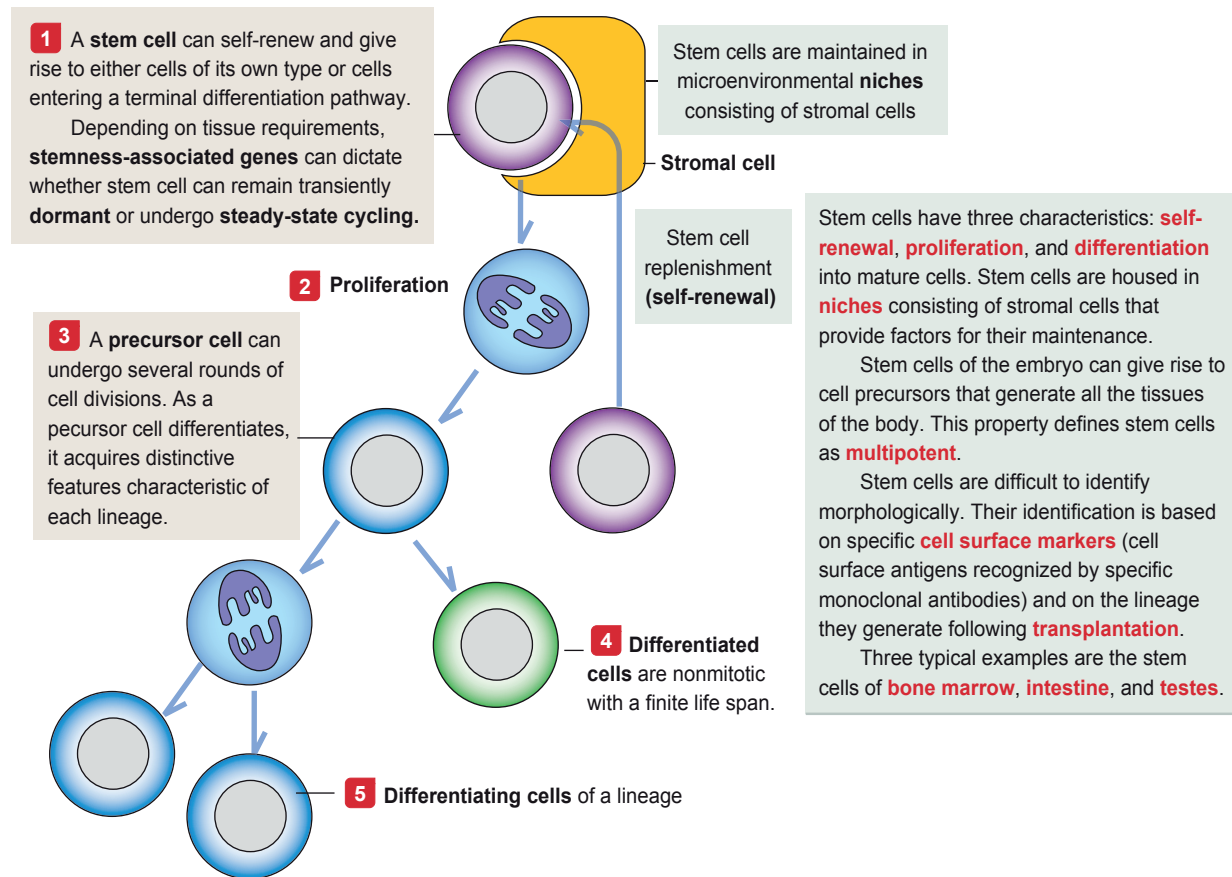 1 A stem cell can self-renew and give
rise to either cells of its own type or cells
entering a terminal differentiation pathway.
Depending on tissue requirements,
stemness-associated genes can dictate
whether stem cell can remain transiently
dormant or undergo steady-state cycling.
Stem cells are maintained in
microenvironmental niches
consisting of stromal cells
Stromal cell
Stem cell
replenishment
(self-renewal)
2 Proliferation
3 A precursor cell can
undergo several rounds of
cell divisions. As a
precursor cell differentiates,
it acquires distinctive
features characteristic of
each lineage.
4 Differentiated
cells are nonmitotic
with a finite life span.
5 Differentiating cells of a lineage
Stem cells have three characteristics: self-
renewal, proliferation, and differentiation
into mature cells. Stem cells are housed in
niches consisting of stromal cells that
provide factors for their maintenance.
Stem cells of the embryo can give rise to
cell precursors that generate all the tissues
of the body. This property defines stem cells
as multipotent.
Stem cells are difficult to identify
morphologically. Their identification is based
on specific cell surface markers (cell
surface antigens recognized by specific
monoclonal antibodies) and on the lineage
they generate following transplantation.
Three typical examples are the stem
cells of bone marrow, intestine, and testes.